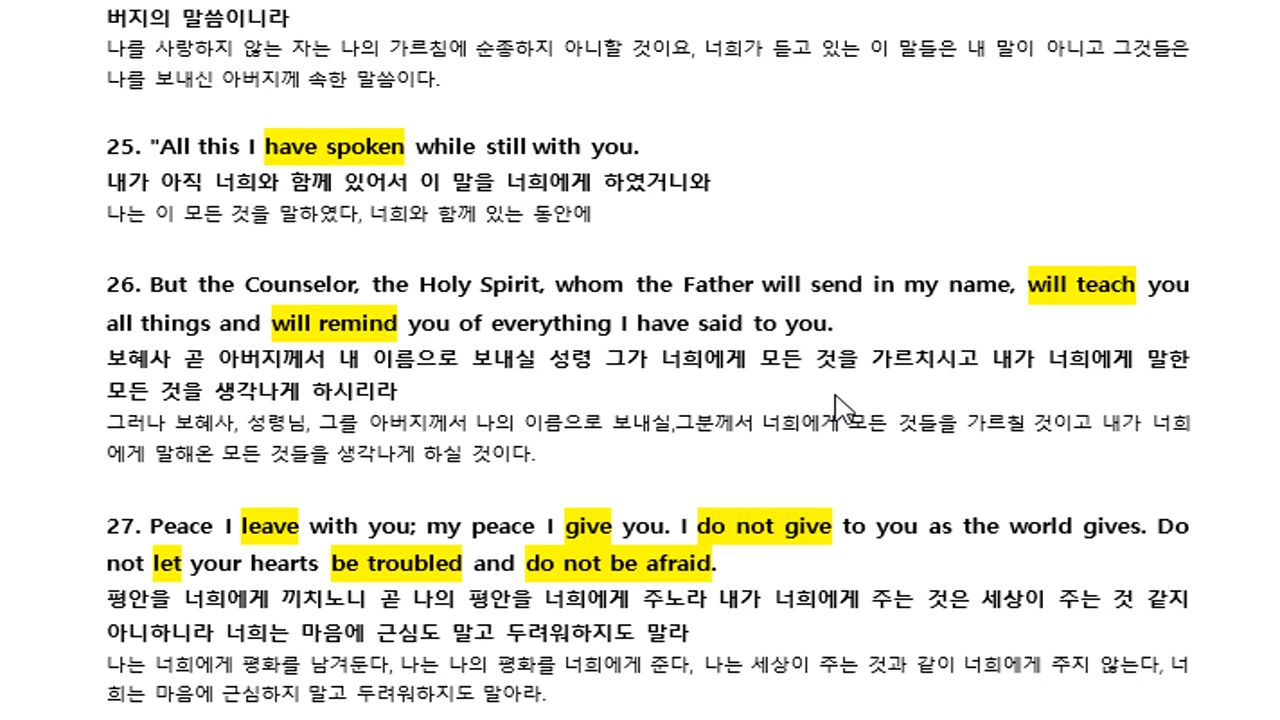 버지의 말씀이니라
나를 사랑하지 않는 자는 나의 가르침에 순종하지 아니할 것이요, 너희가 듣고 있는 이 말들은 내 말이 아니고 그것들은
나를 보내신 아버지께 속한 말씀이다.
25. "All this I have spoken while still with you.
내가 아직 너희와 함께 있어서 이 말을 너희에게 하였거니와
나는 이 모든 것을 말하였다, 너희와 함께 있는 동안에
26. But the Counselor, the Holy Spirit, whom the Father will send in my name, will teach you
all things and will remind you of everything I have said to you.
보혜사 곧 아버지께서 내 이름으로 보내실 성령 그가 너희에게 모든 것을 가르치시고 내가 너희에게 말한
모든 것을 생각나게 하시리라
그러나 보혜사, 성령님, 그를 아버지께서 나의 이름으로 보내실,그분께서 너희에게 모든 것들을 가르칠 것이고 내가 너희
에게 말해온 모든 것들을 생각나게 하실 것이다.
27. Peace I leave with you; my peace I give you. I do not give to you as the world gives. Do
not let your hearts be troubled and do not be afraid.
평안을 너희에게 끼치노니 곧 나의 평안을 너희에게 주노라 내가 너희에게 주는 것은 세상이 주는 것 같지
아니하니라 너희는 마음에 근심도 말고 두려워하지도 말라
나는 너희에게 평화를 남겨둔다, 나는 나의 평화를 너희에게 준다, 나는 세상이 주는 것과 같이 너희에게 주지 않는다, 너
희는 마음에 근심하지 말고 두려워하지도 말아라.